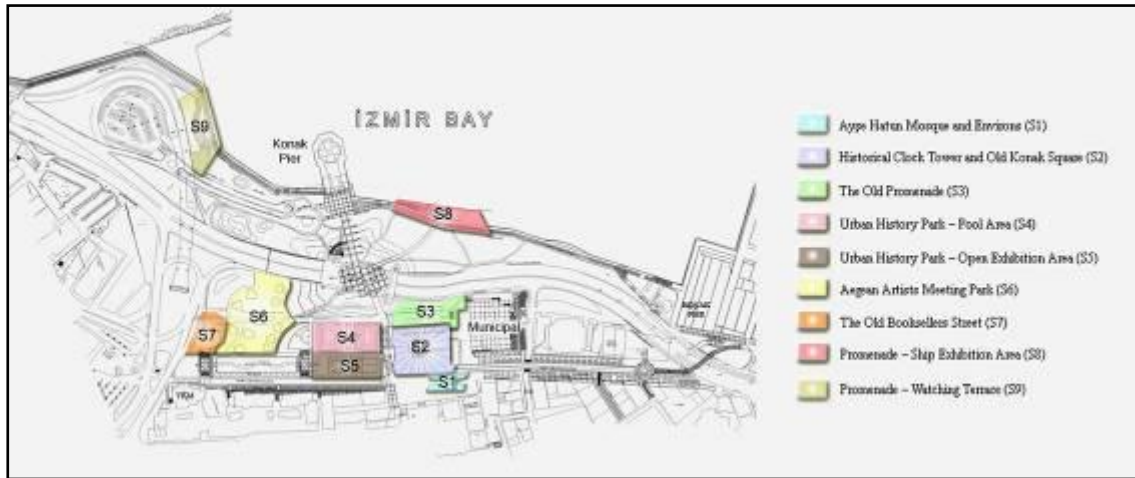 İZMİR BAY
Konak
Pier
S9
S8
S7
S6
S4
S5
S3
S2
S1
Municipal
Ayşe Hatun Mosque and Environs (S1)
Historical Clock Tower and Old Konak Square (S2)
The Old Promenade (S3)
Urban History Park – Pool Area (S4)
Urban History Park – Open Exhibition Area (S5)
Aegean Artists Meeting Park (S6)
The Old Booksellers Street (S7)
Promenade – Ship Exhibition Area (S8)
Promenade – Watching Terrace (S9)